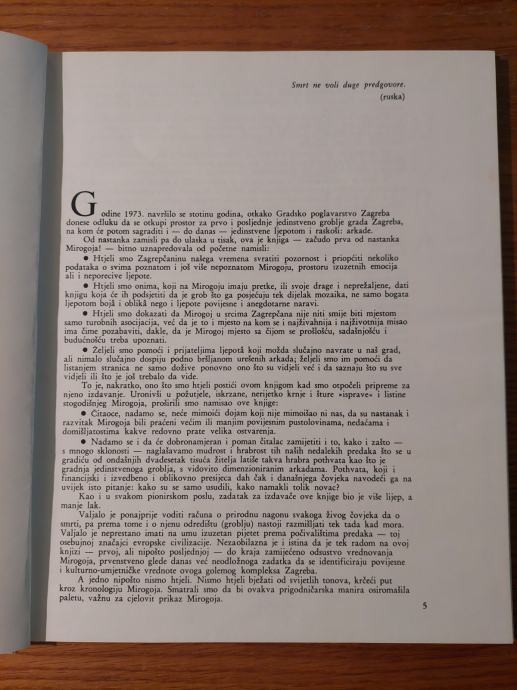 Smrt ne voli duge predgovore.
(ruska)
Godine 1973. navršilo se stotinu godina, otkako Gradsko poglavarstvo Zagreba
donese odluku da se otkupi prostor za prvo i posljednje jedinstveno groblje grada Zagreba,
na kom će potom sagraditi i — do danas — jedinstvene ljepotom i raskoši: arkade.
Od nastanka zamisli pa do ulaska u tisak, ova je knjiga — začudo prva od nastanka
Mirogoja! — bitno uznapredovala od početne namisli:
● Htjeli smo Zagrepčaninu našega vremena svratiti pozornost i priopćiti nekoliko
podataka o svima poznatom i još više nepoznatom Mirogoju, prostoru izuzetnih emocija
ali i neporecive ljepote.
● Htjeli smo onima, koji na Mirogoju imaju pretke, ili svoje drage i neprežaljene, dati
knjigu koja će ih podsjetiti da je grob što ga posjećuju tek dijelak mozaika, ne samo bogata
ljepotom bojâ i oblikâ nego i ljepote povijesne i anegdotarne naravi.
● Htjeli smo dokazati da Mirogoj u srcima Zagrepčana nije niti smije biti mjestom
samo turobnih asocijacija, već da je to i mjesto na kom se i najživahnija i najživotnija misao
ima čime pozabaviti, dakle, da je Mirogoj mjesto sa čijom se prošlošću, sadašnjošću i
budućnošću treba upoznati.
● Željeli smo pomoći i prijateljima ljepotâ koji možda slučajno navrate u naš grad,
ali nimalo slučajno dospiju podno bršljanom urešenih arkada; željeli smo im pomoći da
listanjem stranica ne samo dožive ponovno ono što su vidjeli već i da saznaju što su sve
vidjeli ili što je još trebalo da vide.
To je, nakratko, ono što smo htjeli postići ovom knjigom kad smo otpočeli pripreme za
njeno izdavanje. Uronivši u požutjele, iskrzane, nerijetko krnje i šture »isprave« i listine
stogodišnjeg Mirogoja, proširili smo namisao ove knjige:
● Čitaoce, nadamo se, neće mimoići dojam koji nije mimoišao ni nas, da su nastanak i
razvitak Mirogoja bili praćeni većim ili manjim povijesnim pustolovinama, nedaćama i
domišljatostima kakve redovno prate velika ostvarenja.
● Nadamo se i da će dobronamjeran i poman čitalac zamijetiti i to, kako i zašto —
s mnogo sklonosti — naglašavamo mudrost i hrabrost tih naših nedalekih predaka što se u
gradiću od ondašnjih dvadesetak tisuća žitelja latiše takva hrabra pothvata kao što je
gradnja jedinstvenoga groblja, s vidovito dimenzioniranim arkadama. Pothvata, koji i
financijski i izvedbeno i oblikovno presijeca dah čak i današnjega čovjeka navodeći ga na
uvijek isto pitanje: kako su se samo usudili, kako namakli tolik novac?
Kao i u svakom pionirskom poslu, zadatak za izdavače ove knjige bio je više lijep, a
manje lak.
Valjalo je ponajprije voditi računa o prirodnu nagonu svakoga živog čovjeka da o
smrti, pa prema tome i o njenu odredištu (groblju) nastoji razmišljati tek tada kad mora.
Valjalo je neprestano imati na umu izuzetan pijetet prema počivalištima predaka — toj
osebujnoj značajci evropske civilizacije. Nezaobilazna je i istina da je tek radom na ovoj
knjizi — prvoj, ali nipošto posljednjoj — do kraja zamijećeno odsustvo vrednovanja
Mirogoja, prvenstveno glede danas već neodložnoga zadatka da se identificiraju povijesne
i kulturno-umjetničke vrednote ovoga golemog kompleksa Zagreba.
A jedno nipošto nismo htjeli. Nismo htjeli bježati od svijetlih tonova, krčeći put
kroz kronologiju Mirogoja. Smatrali smo da bi ovakva prigodničarska manira osiromašila
paletu, važnu za cjelovit prikaz Mirogoja.
5